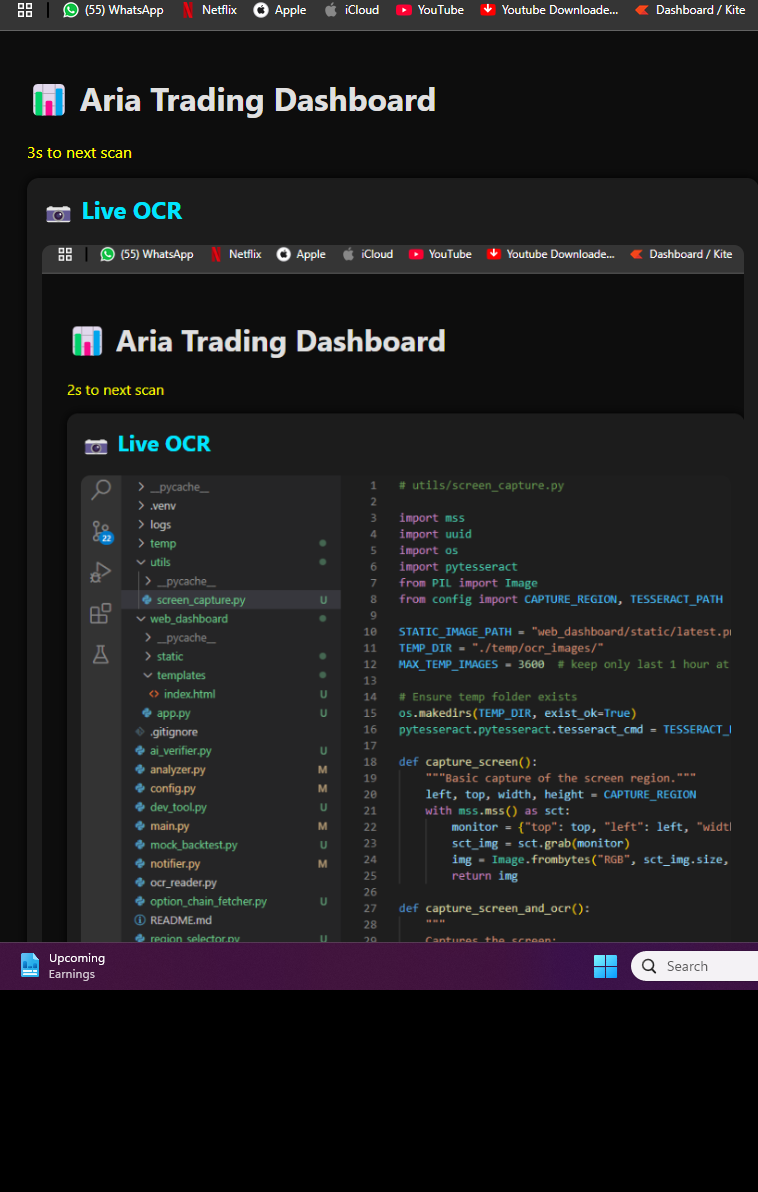 (55) WhatsApp Netflix Apple iCloud YouTube Youtube Downloade... Dashboard / Kite
Aria Trading Dashboard
3s to next scan
Live OCR
(55) WhatsApp Netflix Apple iCloud YouTube Youtube Downloade... Dashboard / Kite
Aria Trading Dashboard
2s to next scan
Live OCR
__pycache__
.venv
logs
temp
utils
__pycache__
screen_capture.py U
web_dashboard
__pycache__
static
templates
<> index.html U
app.py U
.gitignore
ai_verifier.py U
analyzer.py M
config.py M
dev_tool.py U
main.py M
mock_backtest.py U
notifier.py M
ocr_reader.py
option_chain_fetcher.py U
README.md
region_selector.py U
22
1 # utils/screen_capture.py
2
3 import mss
4 import uuid
5 import os
6 import pytesseract
7 from PIL import Image
8 from config import CAPTURE_REGION, TESSERACT_PATH
9
10 STATIC_IMAGE_PATH = "web_dashboard/static/latest.p
11 TEMP_DIR = "./temp/ocr_images/"
12 MAX_TEMP_IMAGES = 3600 # keep only last 1 hour at
13
14 # Ensure temp folder exists
15 os.makedirs(TEMP_DIR, exist_ok=True)
16 pytesseract.pytesseract.tesseract_cmd = TESSERACT_
17
18 def capture_screen():
19 """Basic capture of the screen region."""
20 left, top, width, height = CAPTURE_REGION
21 with mss.mss() as sct:
22 monitor = {"top": top, "left": left, "widt
23 sct_img = sct.grab(monitor)
24 img = Image.frombytes("RGB", sct_img.size,
25 return img
26
27 def capture_screen_and_ocr():
28 """
29 Captures the screen:
Upcoming
Earnings
Search